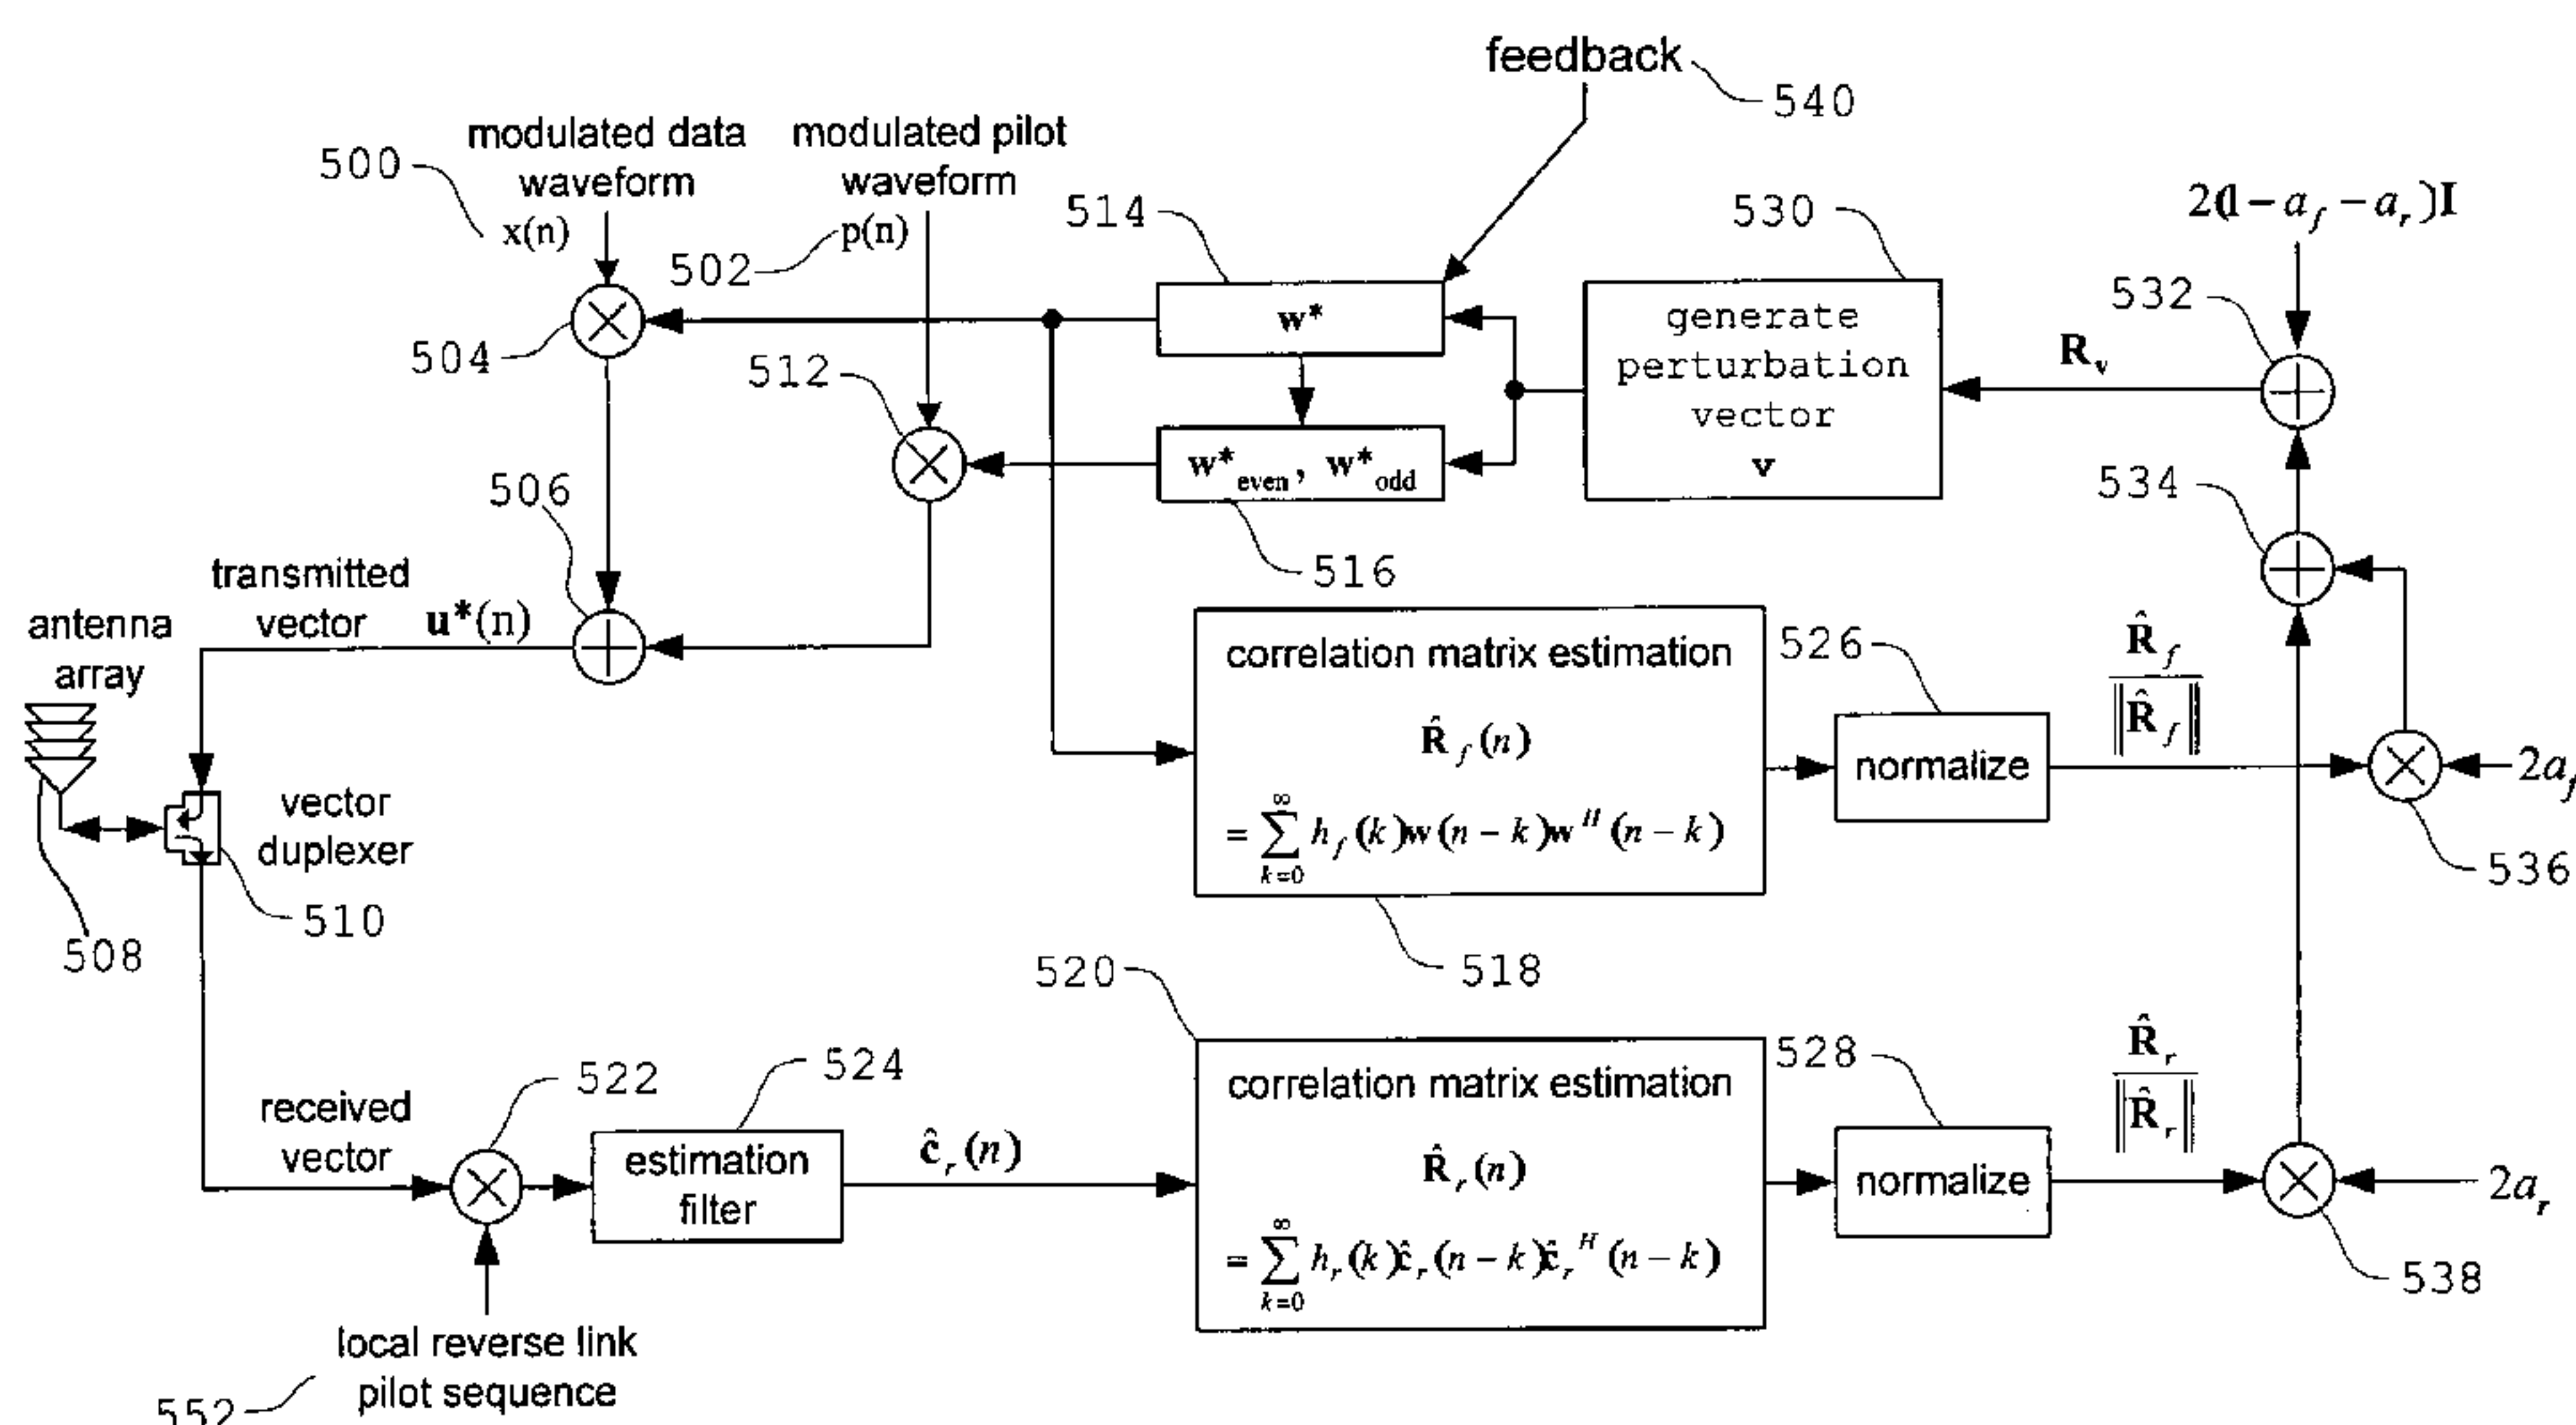 feedback
540
modulated data
waveform
x(n)
500
modulated pilot
waveform
p(n)
502
514
530
2(1 − a_f − a_r)I
532
504
512
w*
generate
perturbation
vector
v
R_v
w*_even, w*_odd
534
506
516
transmitted
vector
u*(n)
antenna
array
correlation matrix estimation
R̂_f(n)
= ∑_{k=0}^{∞} h_f(k)w(n − k)w^H(n − k)
526
normalize
R̂_f
‖R̂_f‖
2a_f
536
vector
duplexer
510
508
518
520
522
524
received
vector
estimation
filter
ĉ_r(n)
correlation matrix estimation
R̂_r(n)
= ∑_{k=0}^{∞} h_r(k)ĉ_r(n − k)ĉ_r^H(n − k)
528
normalize
R̂_r
‖R̂_r‖
2a_r
538
local reverse link
pilot sequence
552